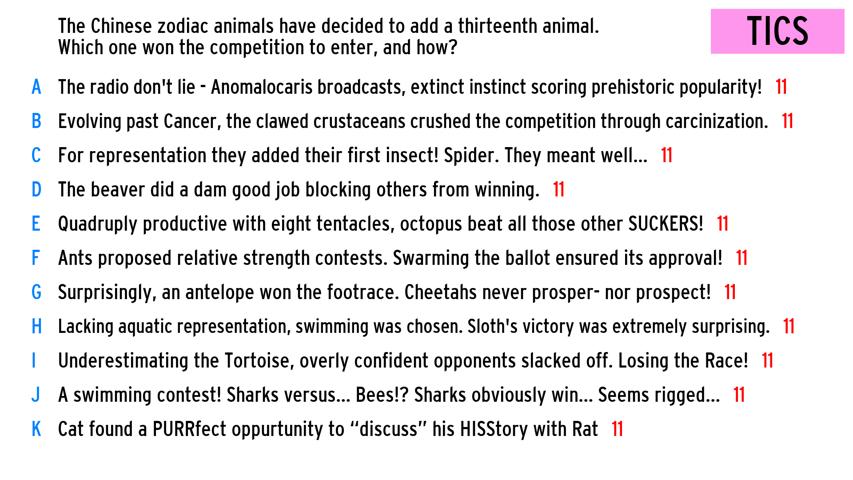 The Chinese zodiac animals have decided to add a thirteenth animal.
Which one won the competition to enter, and how?
TICS
A The radio don't lie - Anomalocaris broadcasts, extinct instinct scoring prehistoric popularity! 11
B Evolving past Cancer, the clawed crustaceans crushed the competition through carcinization. 11
C For representation they added their first insect! Spider. They meant well... 11
D The beaver did a dam good job blocking others from winning. 11
E Quadruply productive with eight tentacles, octopus beat all those other SUCKERS! 11
F Ants proposed relative strength contests. Swarming the ballot ensured its approval! 11
G Surprisingly, an antelope won the footrace. Cheetahs never prosper- nor prospect! 11
H Lacking aquatic representation, swimming was chosen. Sloth's victory was extremely surprising. 11
I Underestimating the Tortoise, overly confident opponents slacked off. Losing the Race! 11
J A swimming contest! Sharks versus... Bees!? Sharks obviously win... Seems rigged... 11
K Cat found a PURRfect oppurtunity to “discuss” his HISStory with Rat 11